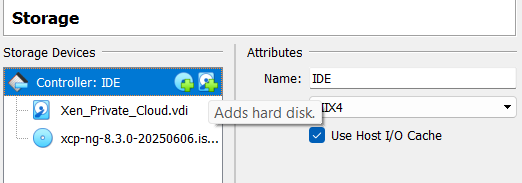 Storage
Storage Devices
Attributes
Controller: IDE
Name: IDE
Xen_Private_Cloud.vdi
Adds hard disk.
IIX4
xcp-ng-8.3.0-20250606.is...
Use Host I/O Cache